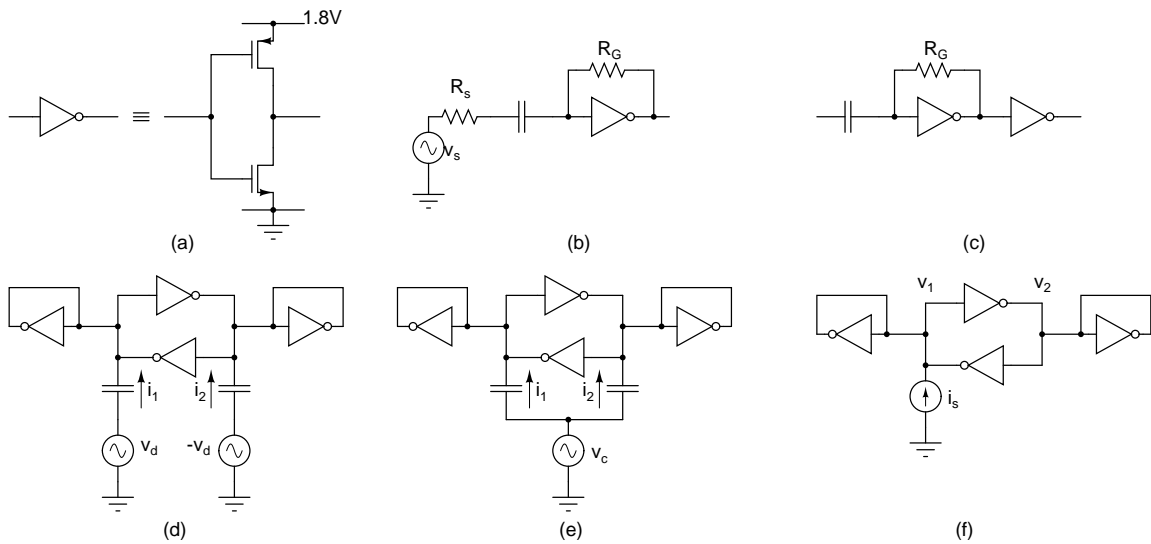 1.8V
(a)
R_s
R_G
v_s
(b)
R_G
(c)
i_1
i_2
v_d
-v_d
(d)
i_1
i_2
v_c
(e)
v_1
v_2
i_s
(f)